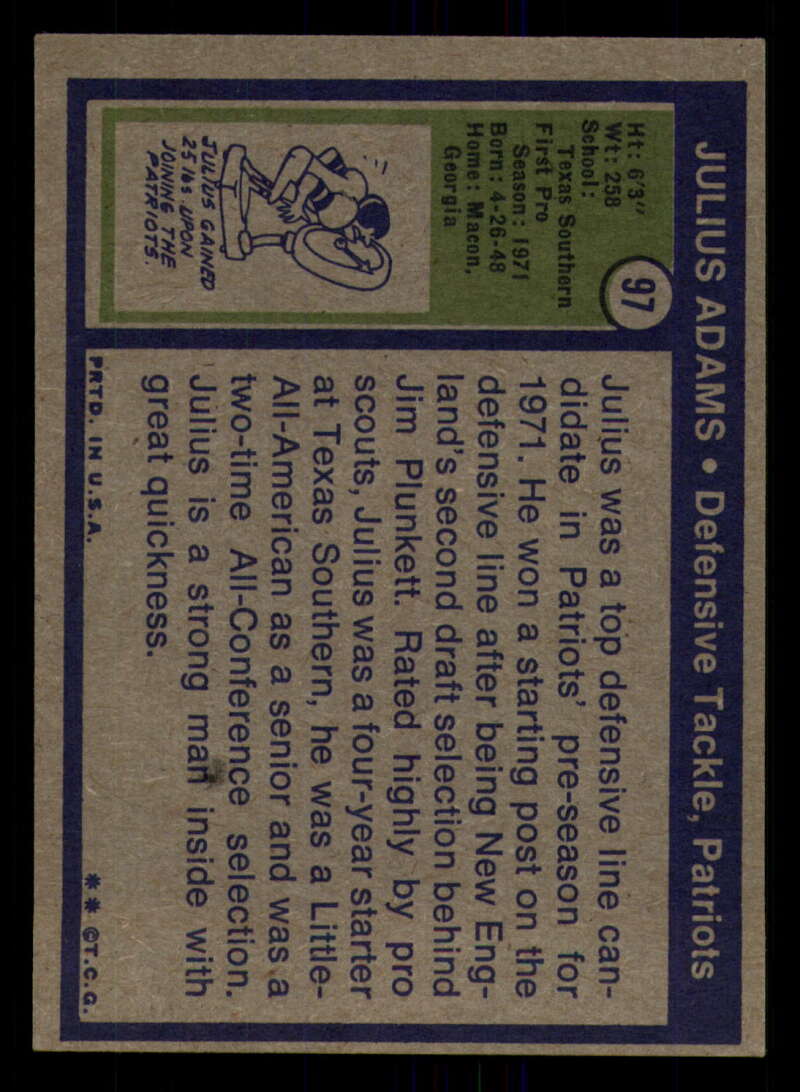 JULIUS ADAMS • Defensive Tackle, Patriots
97
Ht: 6'3"
Wt: 258
School:
Texas Southern
First Pro
Season: 1971
Born: 4-26-48
Home: Macon,
Georgia
JULIUS GAINED
25 lbs UPON
JOINING THE
PATRIOTS.
Julius was a top defensive line can-
didate in Patriots' pre-season for
1971. He won a starting post on the
defensive line after being New Eng-
land's second draft selection behind
Jim Plunkett. Rated highly by pro
scouts, Julius was a four-year starter
at Texas Southern, he was a Little-
All-American as a senior and was a
two-time All-Conference selection.
Julius is a strong man inside with
great quickness.
PRTD. IN U.S.A.
** ©T.C.G.